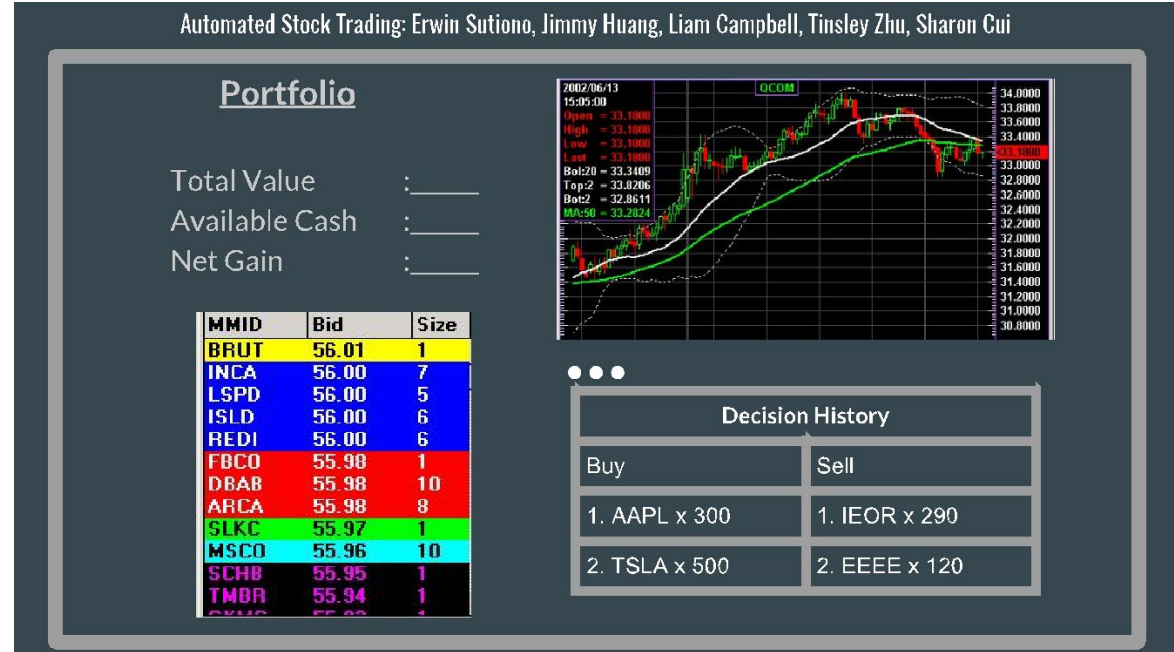 Automated Stock Trading: Erwin Sutiono, Jimmy Huang, Liam Campbell, Tinsley Zhu, Sharon Cui
Portfolio
Total Value :_____
Available Cash :_____
Net Gain :_____
MMID Bid Size
BRUT 56.01 1
INCA 56.00 7
LSPD 56.00 5
ISLD 56.00 6
REDI 56.00 6
FBCO 55.98 1
DBAB 55.98 10
ARCA 55.98 8
SLKC 55.97 1
MSCO 55.96 10
SCHB 55.95 1
TMBR 55.94 1
2002/06/13
15:05:00
Open = 33.1800
High = 33.1800
Low = 33.1800
Last = 33.1800
Bol:20 = 33.3409
Top:2 = 33.8206
Bot:2 = 32.8611
MA:50 = 33.2824
QCOM
34.0000
33.8000
33.6000
33.4000
33.1800
33.0000
32.8000
32.6000
32.4000
32.2000
32.0000
31.8000
31.6000
31.4000
31.2000
31.0000
30.8000
Decision History
Buy Sell
1. AAPL x 300 1. IEOR x 290
2. TSLA x 500 2. EEEE x 120